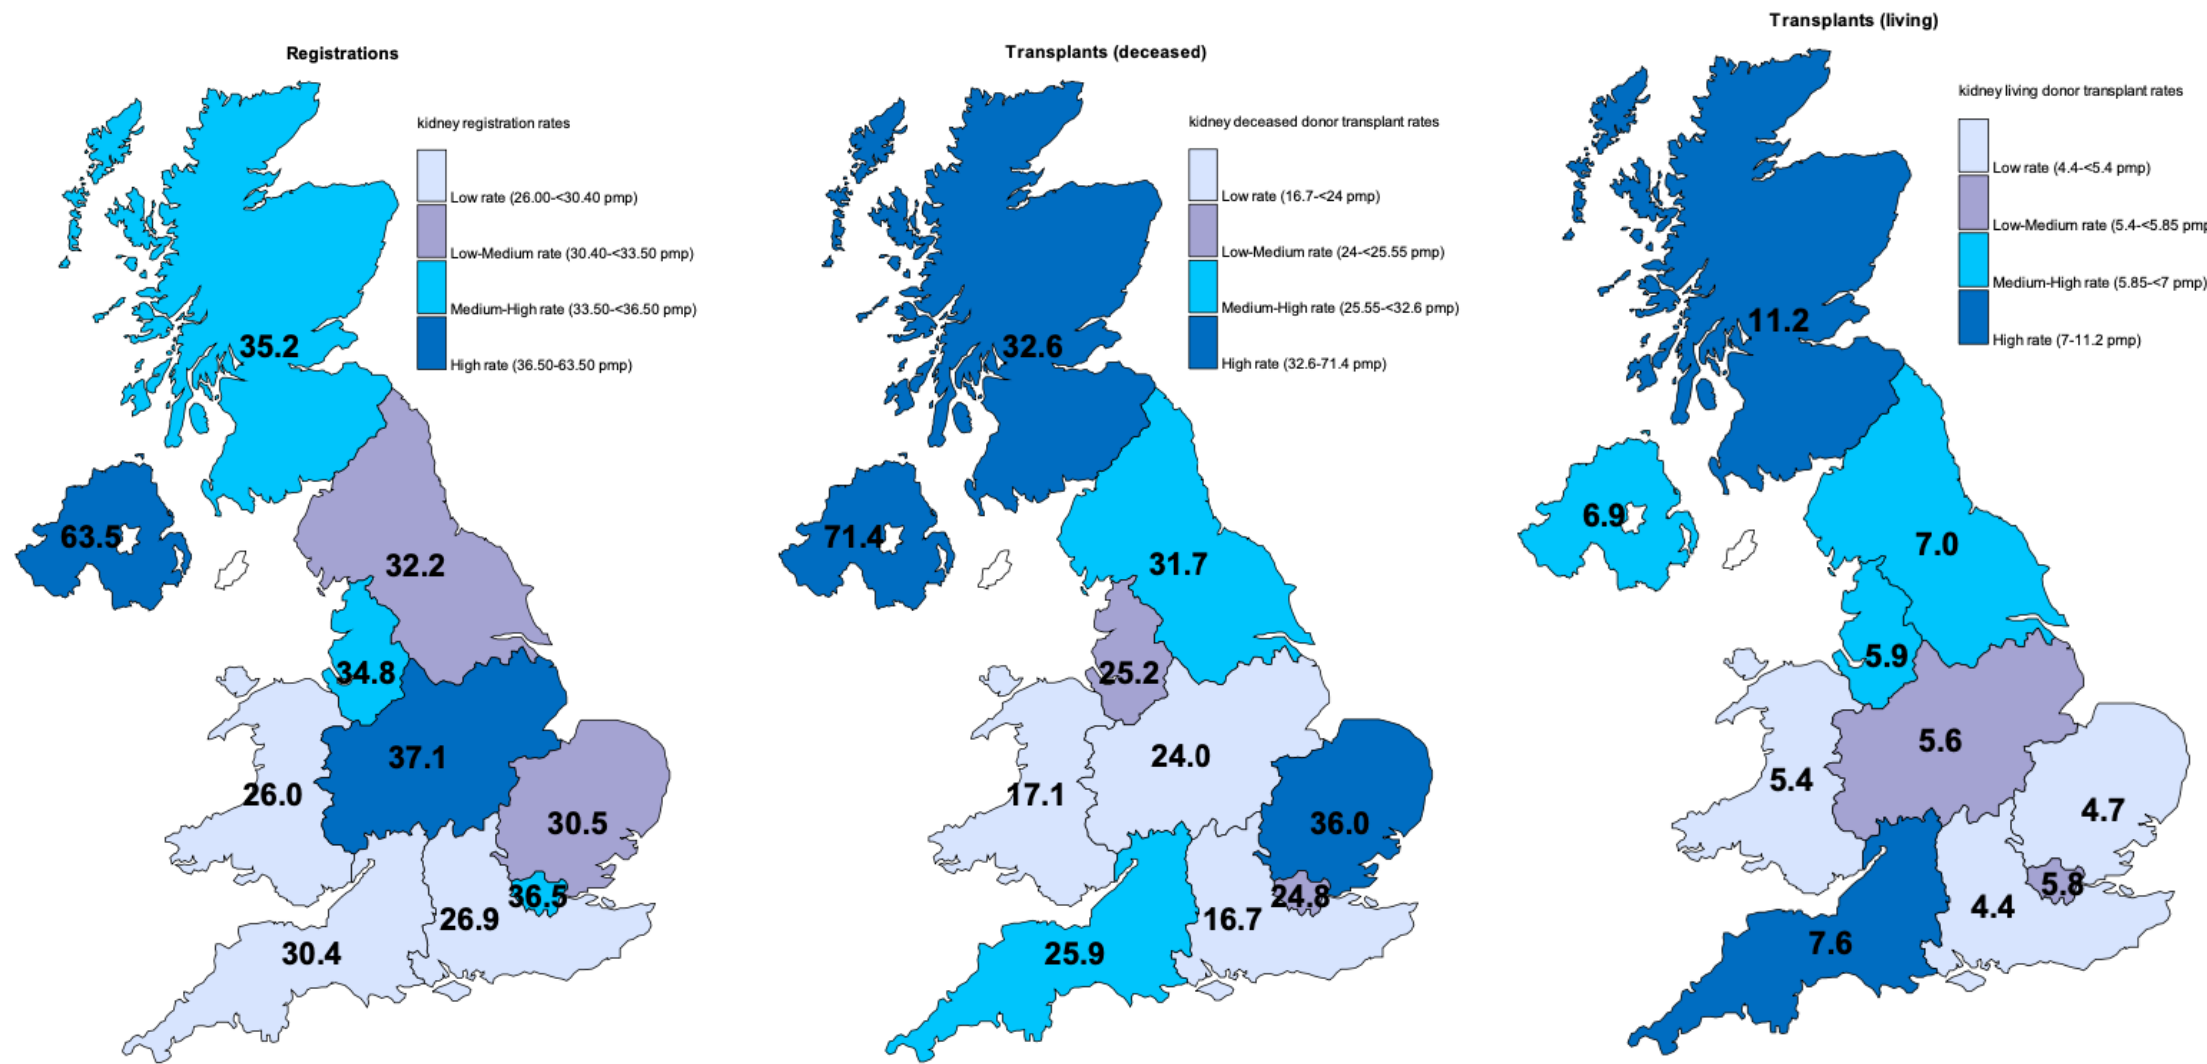 Registrations
kidney registration rates
Low rate (26.00-<30.40 pmp)
Low-Medium rate (30.40-<33.50 pmp)
Medium-High rate (33.50-<36.50 pmp)
High rate (36.50-63.50 pmp)
35.2
63.5
32.2
34.8
37.1
26.0
30.5
36.5
26.9
30.4
Transplants (deceased)
kidney deceased donor transplant rates
Low rate (16.7-<24 pmp)
Low-Medium rate (24-<25.55 pmp)
Medium-High rate (25.55-<32.6 pmp)
High rate (32.6-71.4 pmp)
32.6
71.4
31.7
25.2
24.0
17.1
36.0
24.8
16.7
25.9
Transplants (living)
kidney living donor transplant rates
Low rate (4.4-<5.4 pmp)
Low-Medium rate (5.4-<5.85 pmp
Medium-High rate (5.85-<7 pmp)
High rate (7-11.2 pmp)
11.2
6.9
7.0
5.9
5.6
5.4
4.7
5.8
4.4
7.6